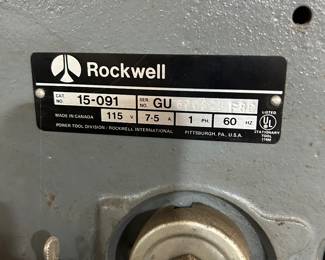 Rockwell
CAT. NO. 15-091 SER. NO. GU
MADE IN CANADA 115 V 7.5 A 1 PH. 60 HZ
POWER TOOL DIVISION / ROCKWELL INTERNATIONAL PITTSBURGH, PA., U.S.A.
UL
LISTED
STATIONARY
TOOL